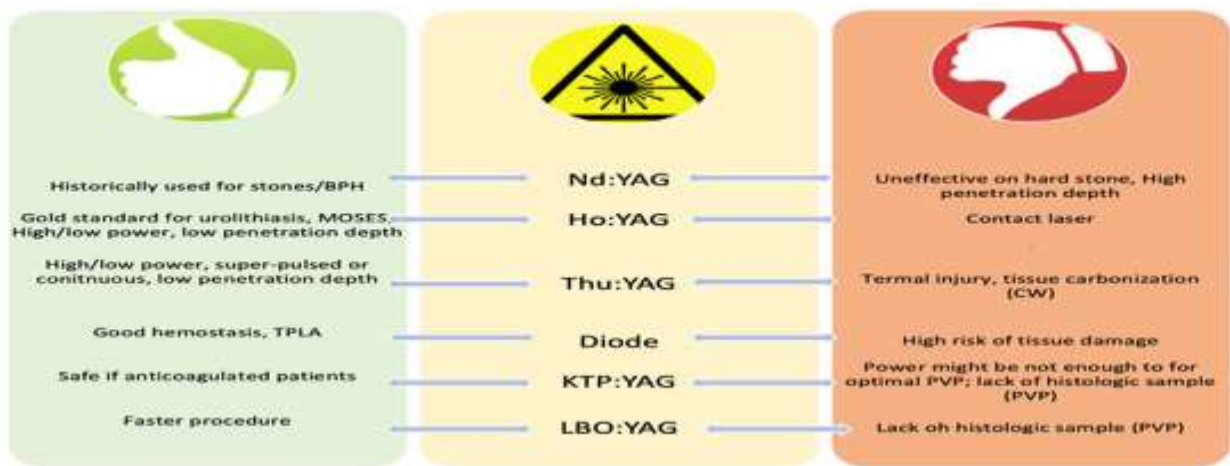 Historically used for stones/BPH
Nd:YAG
Uneffective on hard stone, High
penetration depth
Gold standard for urolithiasis, MOSES,
High/low power, low penetration depth
Ho:YAG
Contact laser
High/low power, super-pulsed or
conitnuous, low penetration depth
Thu:YAG
Termal injury, tissue carbonization
(CW)
Good hemostasis, TPLA
Diode
High risk of tissue damage
Safe if anticoagulated patients
KTP:YAG
Power might be not enough to for
optimal PVP; lack of histologic sample
(PVP)
Faster procedure
LBO:YAG
Lack oh histologic sample (PVP)